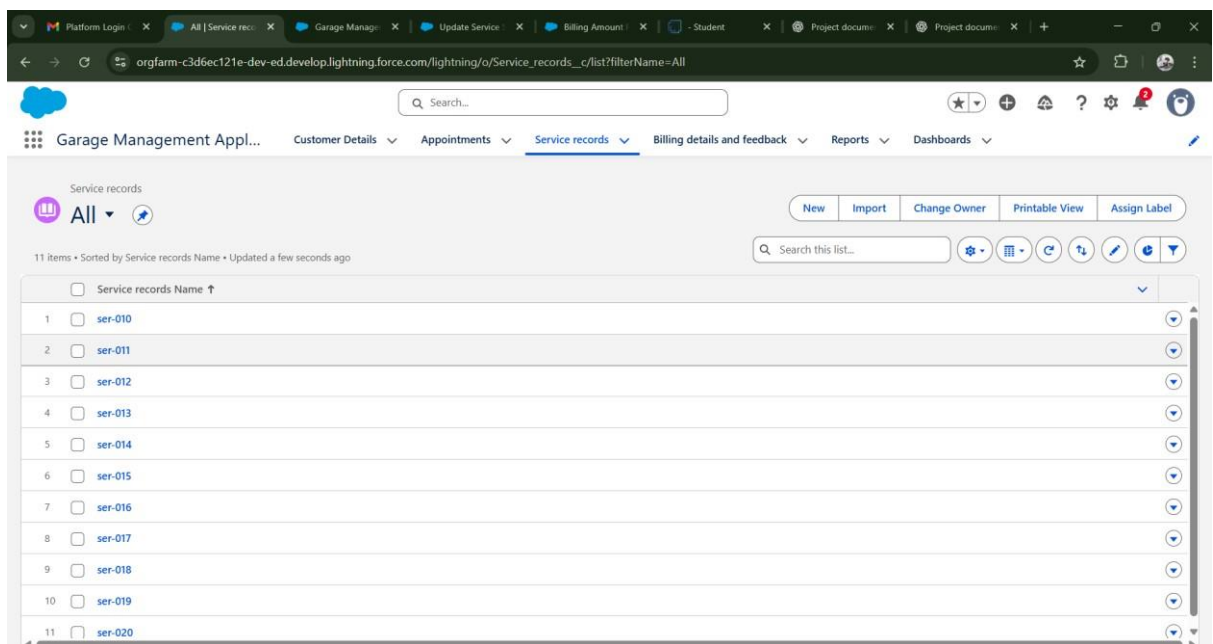 Platform Login C
All | Service reco
Garage Manage
Update Service
Billing Amount
- Student
Project docume
Project docume
orgfarm-c3d6ec121e-dev-ed.develop.lightning.force.com/lightning/o/Service_records__c/list?filterName=All
Search...
2
Garage Management Appl... Customer Details Appointments Service records Billing details and feedback Reports Dashboards
Service records
All
New Import Change Owner Printable View Assign Label
11 items • Sorted by Service records Name • Updated a few seconds ago
Search this list...
Service records Name ↑
1 ser-010
2 ser-011
3 ser-012
4 ser-013
5 ser-014
6 ser-015
7 ser-016
8 ser-017
9 ser-018
10 ser-019
11 ser-020